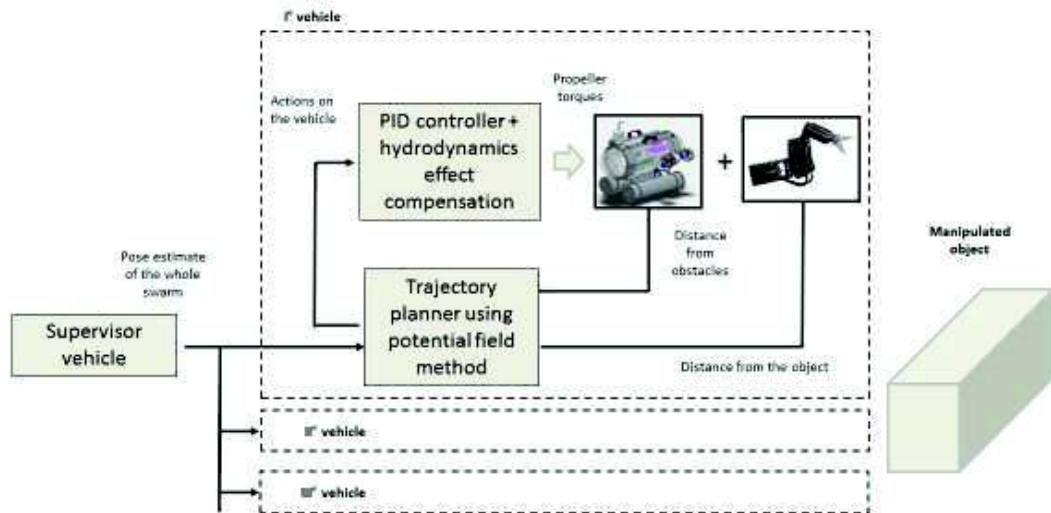 I° vehicle
Actions on
the vehicle
PID controller +
hydrodynamics
effect
compensation
Propeller
torques
+
Distance
from
obstacles
Manipulated
object
Pose estimate
of the whole
swarm
Supervisor
vehicle
Trajectory
planner using
potential field
method
Distance from the object
II° vehicle
III° vehicle